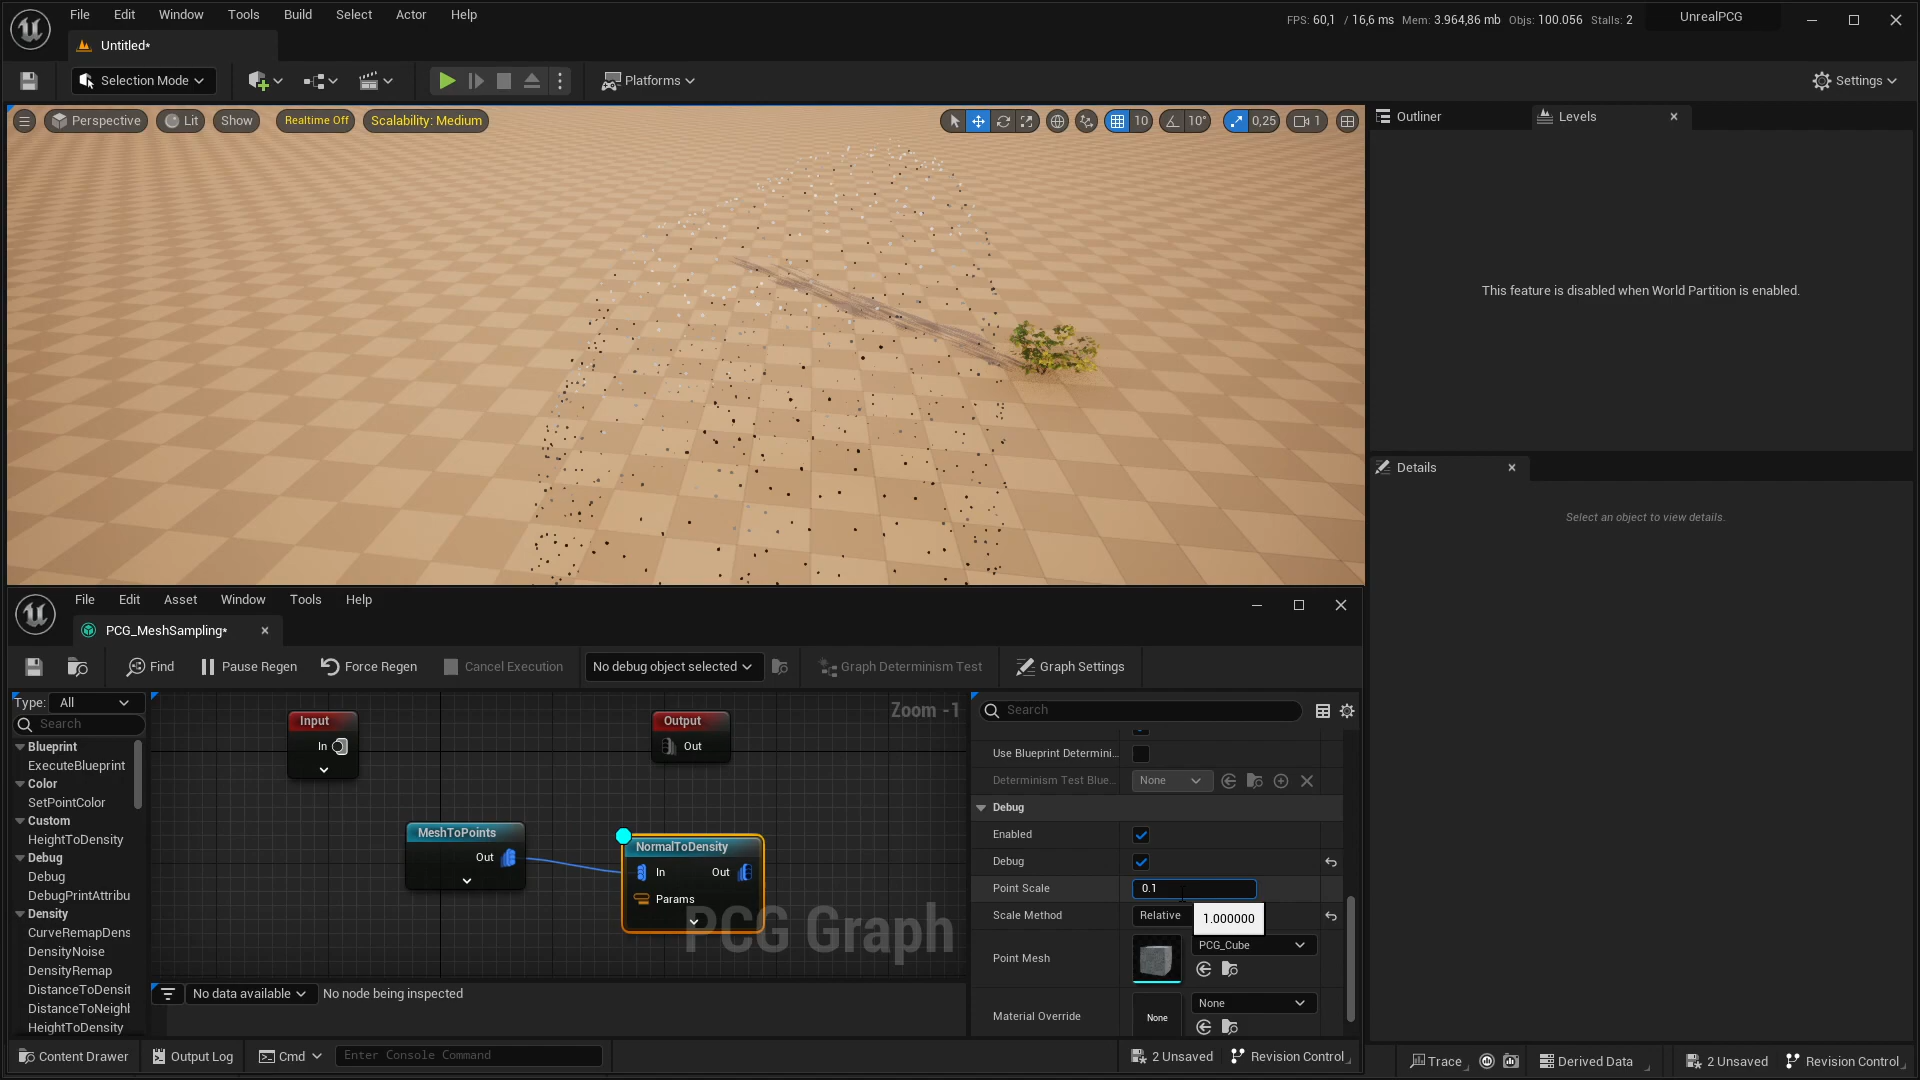 File Edit Window Tools Build Select Actor Help
FPS: 60,1 / 16,6 ms Mem: 3.964,86 mb Objs: 100.056 Stalls: 2
UnrealPCG
Untitled*
Selection Mode
Platforms
Settings
Perspective Lit Show Realtime Off Scalability: Medium
10 10° 0,25 1
Outliner
Levels
This feature is disabled when World Partition is enabled.
Details
Select an object to view details.
File Edit Asset Window Tools Help
PCG_MeshSampling*
Find Pause Regen Force Regen Cancel Execution No debug object selected Graph Determinism Test Graph Settings
Type: All
Search
Blueprint
ExecuteBlueprint
Color
SetPointColor
Custom
HeightToDensity
Debug
Debug
DebugPrintAttribu
Density
CurveRemapDens
DensityNoise
DensityRemap
DistanceToDensit
DistanceToNeighb
HeightToDensity
Zoom -1
Input
In
Output
Out
MeshToPoints
Out
NormalToDensity
In Out
Params
PCG Graph
No data available No node being inspected
Search
Use Blueprint Determini...
Determinism Test Blue... None
Debug
Enabled
Debug
Point Scale 0.1
Scale Method Relative
1.000000
Point Mesh PCG_Cube
Material Override None None
Content Drawer Output Log Cmd Enter Console Command
2 Unsaved Revision Control
Trace Derived Data 2 Unsaved Revision Control